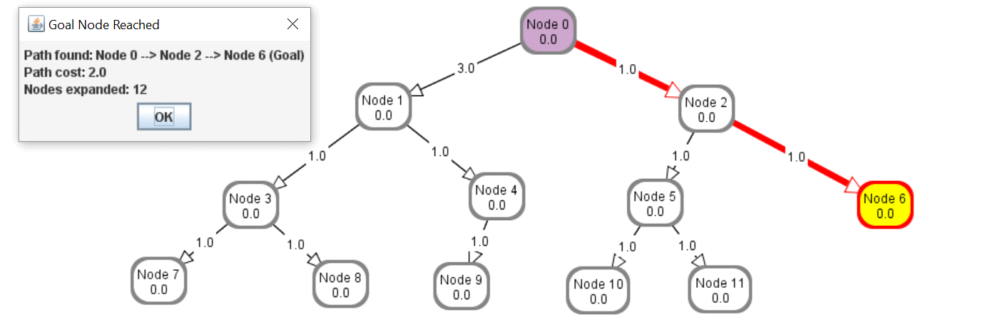 Goal Node Reached
Path found: Node 0 --> Node 2 --> Node 6 (Goal)
Path cost: 2.0
Nodes expanded: 12
OK
Node 0
0.0
3.0
1.0
Node 1
0.0
Node 2
0.0
1.0
1.0
1.0
1.0
Node 3
0.0
Node 4
0.0
Node 5
0.0
Node 6
0.0
1.0
1.0
1.0
1.0
1.0
Node 7
0.0
Node 8
0.0
Node 9
0.0
Node 10
0.0
Node 11
0.0